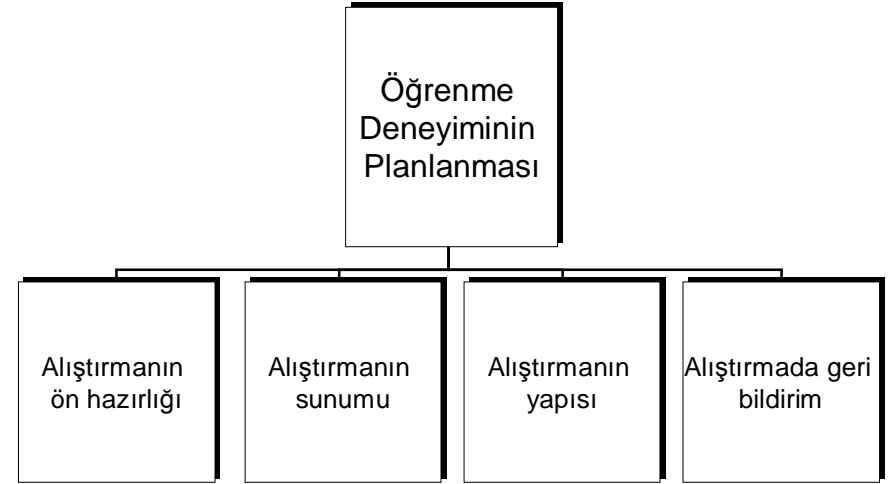 Öğrenme
Deneyiminin
Planlanması
Alıştırmanın
ön hazırlığı
Alıştırmanın
sunumu
Alıştırmanın
yapısı
Alıştırmada geri
bildirim